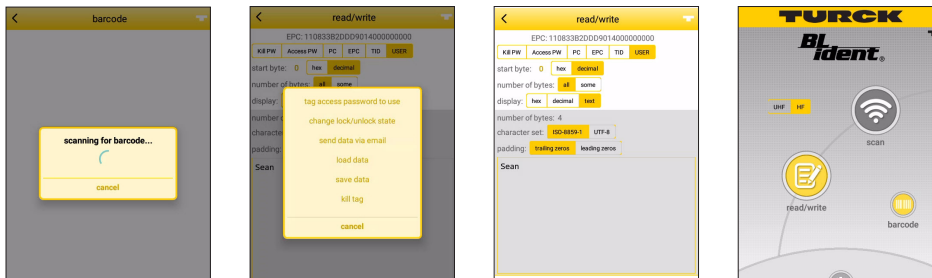 barcode
scanning for barcode...
cancel
read/write
EPC: 110833B2DDD9014000000000
Kill PW Access PW PC EPC TID USER
start byte: 0 hex decimal
number of bytes: all some
display:
tag access password to use
number
change lock/unlock state
character
send data via email
padding:
load data
Sean
save data
kill tag
cancel
read/write
EPC: 110833B2DDD9014000000000
Kill PW Access PW PC EPC TID USER
start byte: 0 hex decimal
number of bytes: all some
display: hex decimal text
number of bytes: 4
character set: ISO-8859-1 UTF-8
padding: trailing zeros leading zeros
Sean
TURCK
BL ident®
UHF HF
scan
read/write
barcode